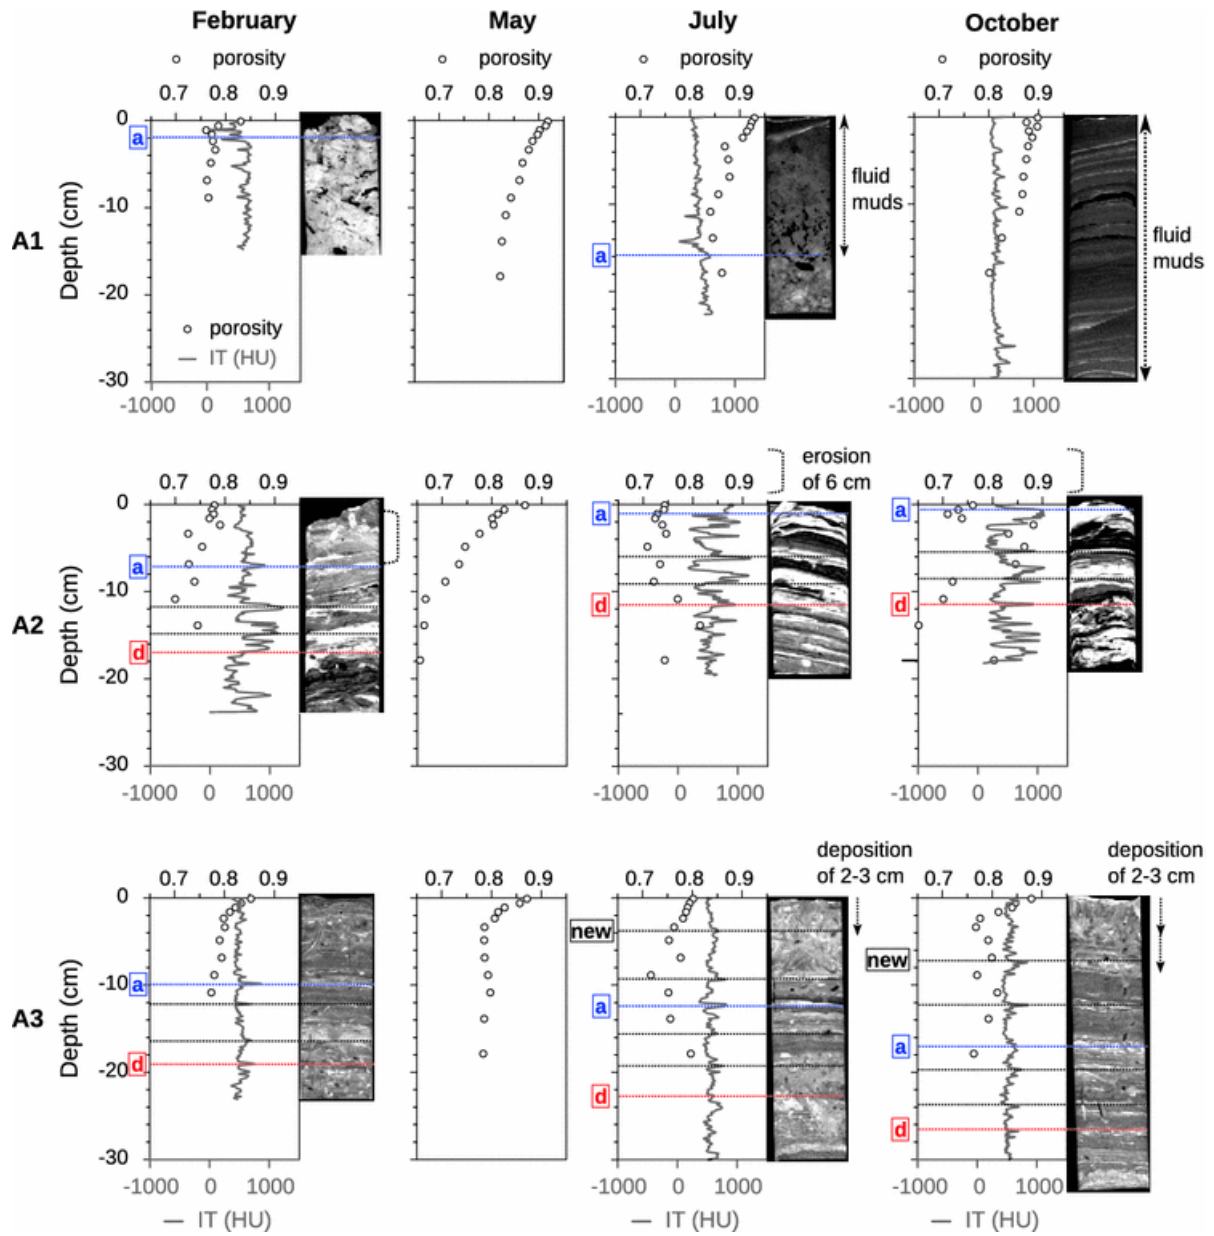 February May July October
porosity porosity porosity porosity
0.7 0.8 0.9 0.7 0.8 0.9 0.7 0.8 0.9 0.7 0.8 0.9
0
a
-10
A1
Depth (cm)
a
fluid
muds
fluid
muds
-20
porosity
IT (HU)
-30
-1000 0 1000 -1000 0 1000 -1000 0 1000
erosion
of 6 cm
0.7 0.8 0.9 0.7 0.8 0.9 0.7 0.8 0.9 0.7 0.8 0.9
0
a a a
-10
A2
Depth (cm)
d d d
-20
-30
-1000 0 1000 -1000 0 1000 -1000 0 1000
deposition
of 2-3 cm
deposition
of 2-3 cm
0.7 0.8 0.9 0.7 0.8 0.9 0.7 0.8 0.9 0.7 0.8 0.9
0
new
new
-10
a a a
A3
Depth (cm)
-20
d d d
-30
-1000 0 1000 -1000 0 1000 -1000 0 1000
IT (HU) IT (HU) IT (HU)